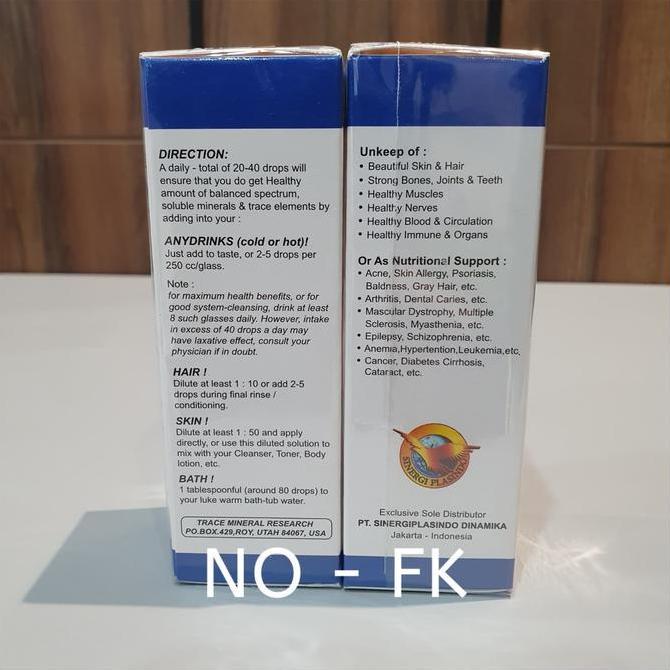 DIRECTION:
A daily - total of 20-40 drops will
ensure that you do get Healthy
amount of balanced spectrum,
soluble minerals & trace elements by
adding into your :
ANYDRINKS (cold or hot)!
Just add to taste, or 2-5 drops per
250 cc/glass.
Note :
for maximum health benefits, or for
good system-cleansing, drink at least
8 such glasses daily. However, intake
in excess of 40 drops a day may
have laxative effect, consult your
physician if in doubt.
HAIR !
Dilute at least 1 : 10 or add 2-5
drops during final rinse /
conditioning.
SKIN !
Dilute at least 1 : 50 and apply
directly, or use this diluted solution to
mix with your Cleanser, Toner, Body
lotion, etc.
BATH !
1 tablespoonful (around 80 drops) to
your luke warm bath-tub water.
TRACE MINERAL RESEARCH
PO.BOX.429,ROY, UTAH 84067, USA
Unkeep of :
• Beautiful Skin & Hair
• Strong Bones, Joints & Teeth
• Healthy Muscles
• Healthy Nerves
• Healthy Blood & Circulation
• Healthy Immune & Organs
Or As Nutritional Support :
• Acne, Skin Allergy, Psoriasis,
Baldness, Gray Hair, etc.
• Arthritis, Dental Caries, etc.
• Mascular Dystrophy, Multiple
Sclerosis, Myasthenia, etc.
• Epilepsy, Schizophrenia, etc.
• Anemia,Hypertention,Leukemia,etc,
• Cancer, Diabetes Cirrhosis,
Cataract, etc.
SINERGI PLASINDO
Exclusive Sole Distributor
PT. SINERGIPLASINDO DINAMIKA
Jakarta - Indonesia
NO - FK